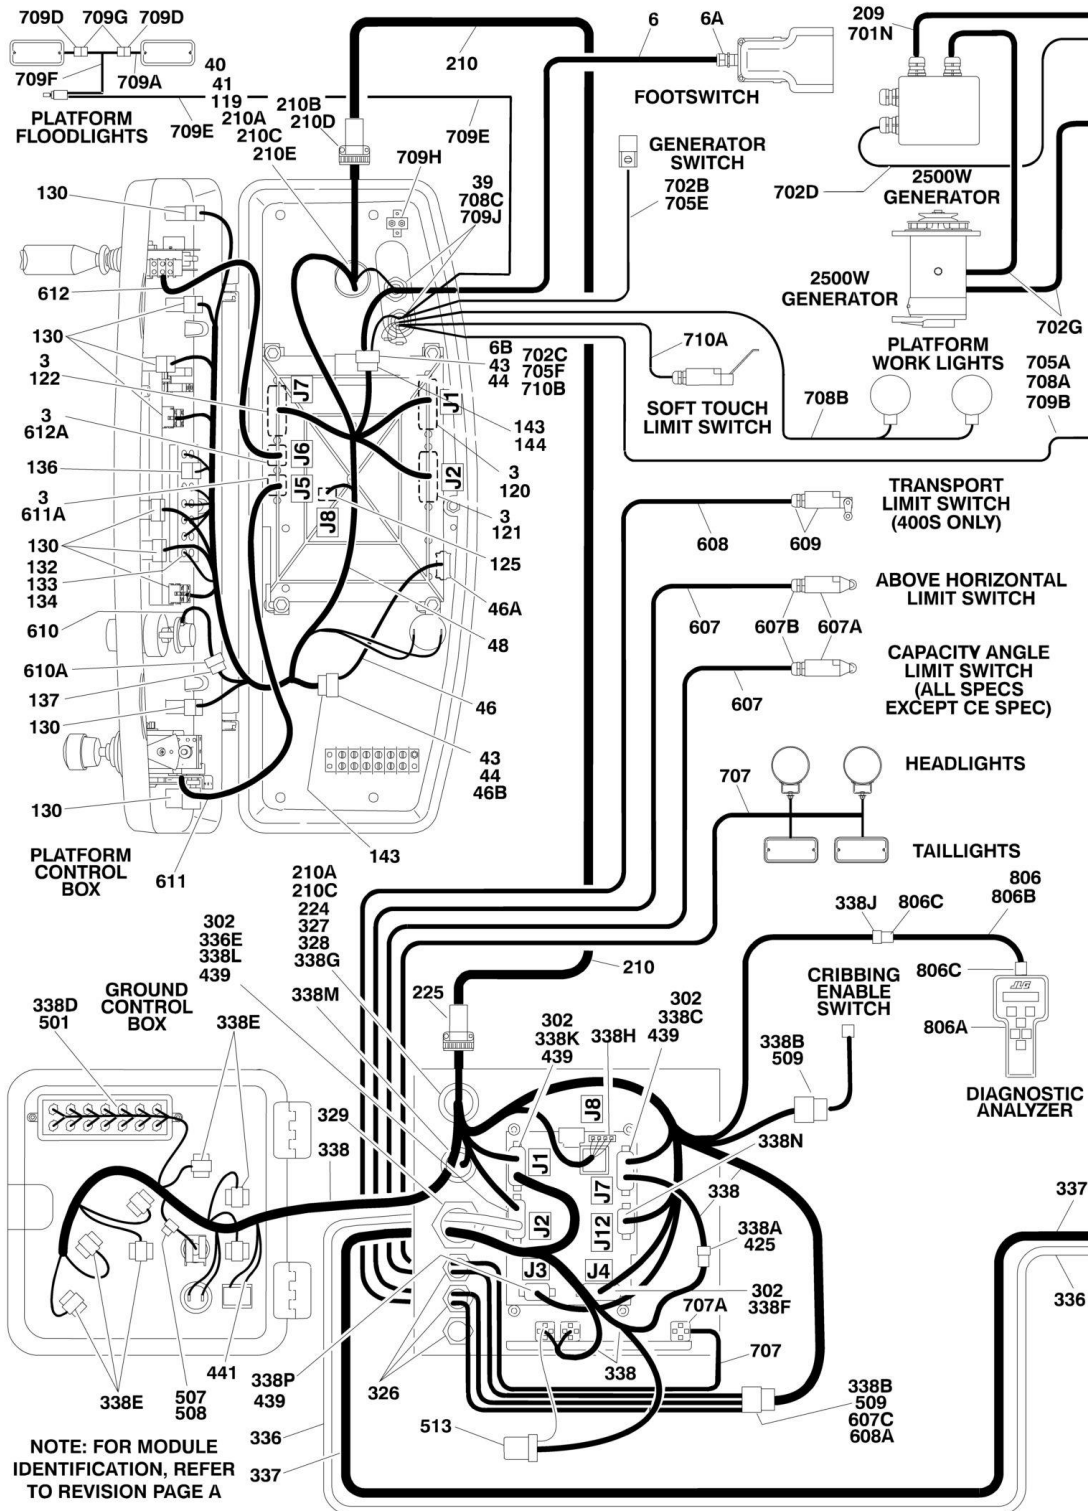 709D 709G 709D
709F
709A
PLATFORM
FLOODLIGHTS
40
41
119
210A
210C
210E
709E
210B
210D
210
709E
709H
6
6A
FOOTSWITCH
GENERATOR
SWITCH
702B
705E
209
701N
702D
2500W
GENERATOR
2500W
GENERATOR
702G
130
612
130
3
122
3
612A
136
3
611A
130
132
133
134
610
610A
137
130
130
PLATFORM
CONTROL
BOX
611
39
708C
709J
J7
J6
J5
J8
J1
J2
6B
43
44
702C
705F
710B
143
144
3
120
3
121
125
46A
48
46
43
44
46B
143
710A
SOFT TOUCH
LIMIT SWITCH
PLATFORM
WORK LIGHTS
708B
705A
708A
709B
TRANSPORT
LIMIT SWITCH
(400S ONLY)
608
609
ABOVE HORIZONTAL
LIMIT SWITCH
607
607B
607A
CAPACITY ANGLE
LIMIT SWITCH
(ALL SPECS
EXCEPT CE SPEC)
607
HEADLIGHTS
707
TAILLIGHTS
210A
210C
224
327
328
338G
302
336E
338L
439
338M
225
210
338J
806C
806
806B
806C
JLG
806A
DIAGNOSTIC
ANALYZER
CRIBBING
ENABLE
SWITCH
338B
509
GROUND
CONTROL
BOX
338D
501
338E
329
338
302
338K
439
338H
302
338C
439
J8
J1
J7
J2
J12
J3
J4
338N
338
338A
425
302
338F
707A
707
338
326
338P
439
441
507
508
338E
513
338B
509
607C
608A
337
336
336
337
NOTE: FOR MODULE
IDENTIFICATION, REFER
TO REVISION PAGE A